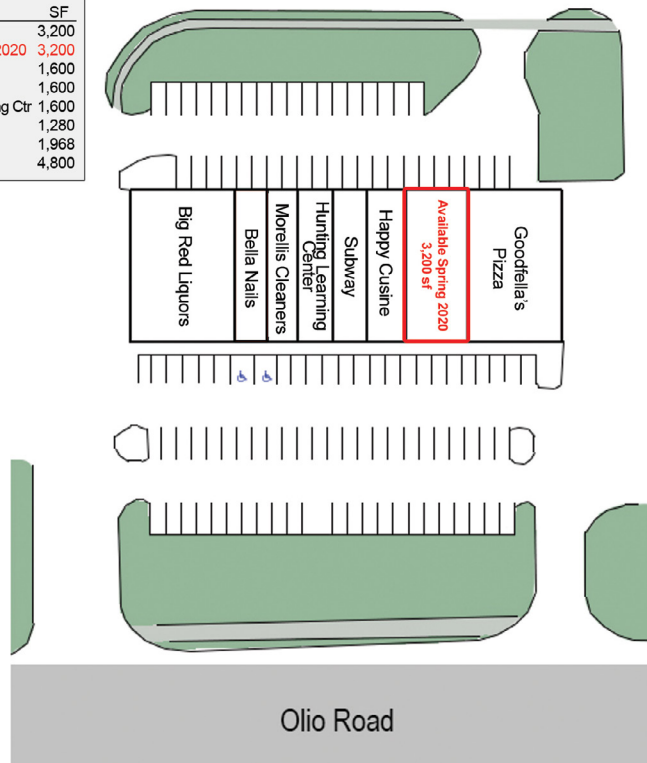 SF
3,200
2020 3,200
1,600
1,600
ng Ctr 1,600
1,280
1,968
4,800
Big Red Liquors
Bella Nails
Morellis Cleaners
Hunting Learning
Center
Subway
Happy Cusine
Available Spring 2020
3,200 sf
Goodfella's
Pizza
Olio Road